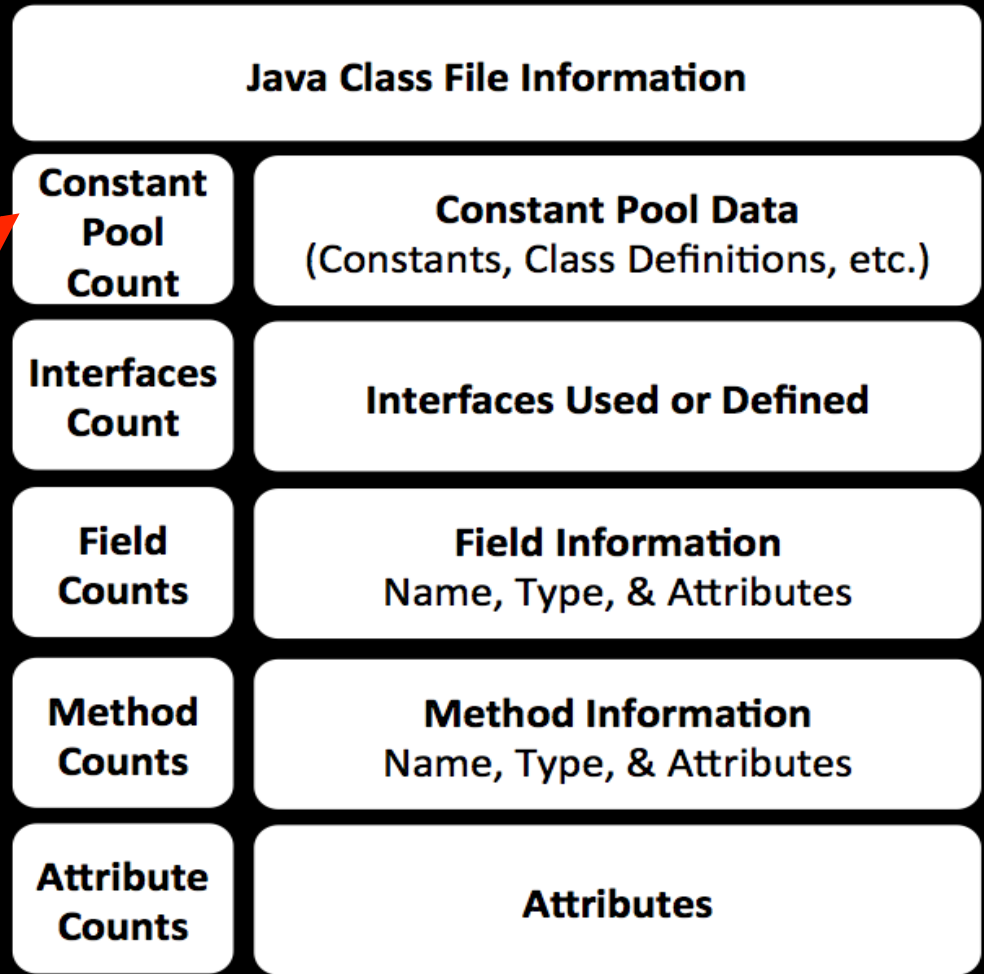 Java Class File Information
Constant
Pool
Count
Constant Pool Data
(Constants, Class Definitions, etc.)
Interfaces
Count
Interfaces Used or Defined
Field
Counts
Field Information
Name, Type, & Attributes
Method
Counts
Method Information
Name, Type, & Attributes
Attribute
Counts
Attributes